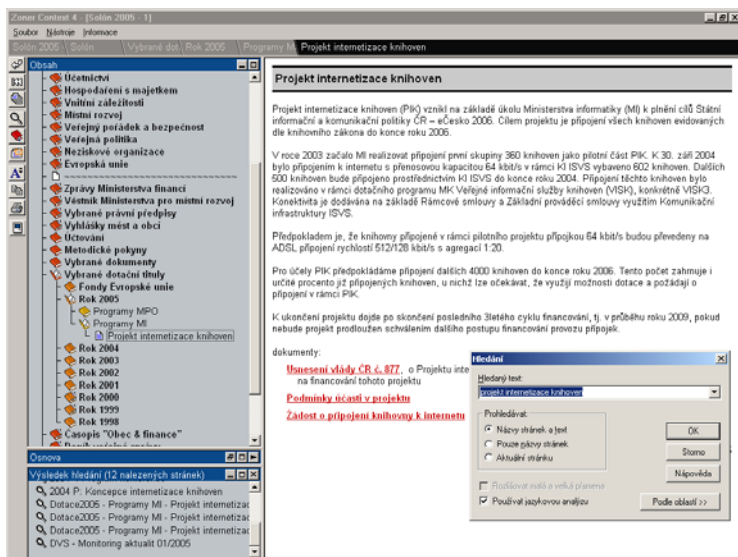 Zoner Context 4 - [Solón 2005 - 1]
Soubor Nástroje Informace
Solón 2005 Solón Vybrané dot Rok 2005 Programy M Projekt internetizace knihoven
Obsah
Účetnictví
Hospodaření s majetkem
Vnitřní záležitosti
Místní rozvoj
Veřejný pořádek a bezpečnost
Veřejná politika
Neziskové organizace
Evropská unie
Zprávy Ministerstva financí
Věstník Ministerstva pro místní rozvoj
Vybrané právní předpisy
Vyhlášky měst a obcí
Účtování
Metodické pokyny
Vybrané dokumenty
Vybrané dotační tituly
Fondy Evropské unie
Rok 2005
Programy MPO
Programy MI
Projekt internetizace knihoven
Rok 2004
Rok 2003
Rok 2002
Rok 2001
Rok 2000
Rok 1999
Rok 1998
Časopis "Obec & finance"
Osnova
Výsledek hledání (12 nalezených stránek)
2004 P: Koncepce internetizace knihoven
Dotace2005 - Programy MI - Projekt internetizac
Dotace2005 - Programy MI - Projekt internetizac
Dotace2005 - Programy MI - Projekt internetizac
DVS - Monitoring aktualit 01/2005
Projekt internetizace knihoven
Projekt internetizace knihoven (PIK) vznikl na základě úkolu Ministerstva informatiky (MI) k plnění cílů Státní
informační a komunikační politiky ČR – eČesko 2006. Cílem projektu je připojení všech knihoven evidovaných
dle knihovního zákona do konce roku 2006.
V roce 2003 začalo MI realizovat připojení první skupiny 360 knihoven jako pilotní část PIK. K 30. září 2004
bylo připojením k internetu s přenosovou kapacitou 64 kbit/s v rámci KI ISVS vybaveno 602 knihoven. Dalších
500 knihoven bude připojeno prostřednictvím KI ISVS do konce roku 2004. Připojení těchto knihoven bylo
realizováno v rámci dotačního programu MK Veřejné informační služby knihoven (VISK), konkrétně VISK3.
Konektivita je dodávána na základě Rámcové smlouvy a Základní prováděcí smlouvy využitím Komunikační
infrastruktury ISVS.
Předpokladem je, že knihovny připojené v rámci pilotního projektu přípojkou 64 kbit/s budou převedeny na
ADSL připojení rychlostí 512/128 kbit/s s agregací 1:20.
Pro účely PIK předpokládáme připojení dalších 4000 knihoven do konce roku 2006. Tento počet zahrnuje i
určité procento již připojených knihoven, u nichž lze očekávat, že využijí možnosti dotace a požádají o
připojení v rámci PIK.
K ukončení projektu dojde po skončení posledního 3letého cyklu financování, tj. v průběhu roku 2009, pokud
nebude projekt prodloužen schválením dalšího postupu financování provozu přípojek.
dokumenty:
Usnesení vlády ČR č. 877, o Projektu inte
na financování tohoto projektu
Podmínky účasti v projektu
Žádost o připojení knihovny k internetu
Hledání
Hledaný text:
projekt internetizace knihoven
Prohledávat:
Názvy stránek a text
Pouze názvy stránek
Aktuální stránku
Rozlišovat malá a velká písmena
Používat jazykovou analýzu
OK
Storno
Nápověda
Podle oblastí >>